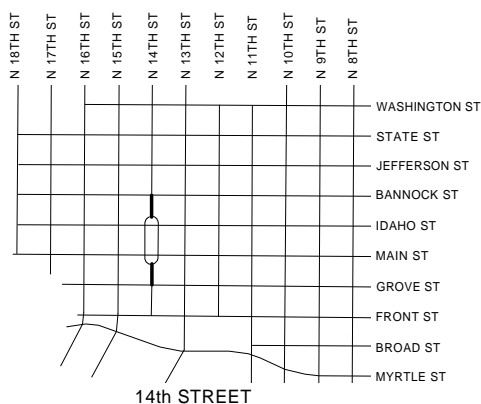 N 18TH ST
N 17TH ST
N 16TH ST
N 15TH ST
N 14TH ST
N 13TH ST
N 12TH ST
N 11TH ST
N 10TH ST
N 9TH ST
N 8TH ST
WASHINGTON ST
STATE ST
JEFFERSON ST
BANNOCK ST
IDAHO ST
MAIN ST
GROVE ST
FRONT ST
BROAD ST
MYRTLE ST
14th STREET